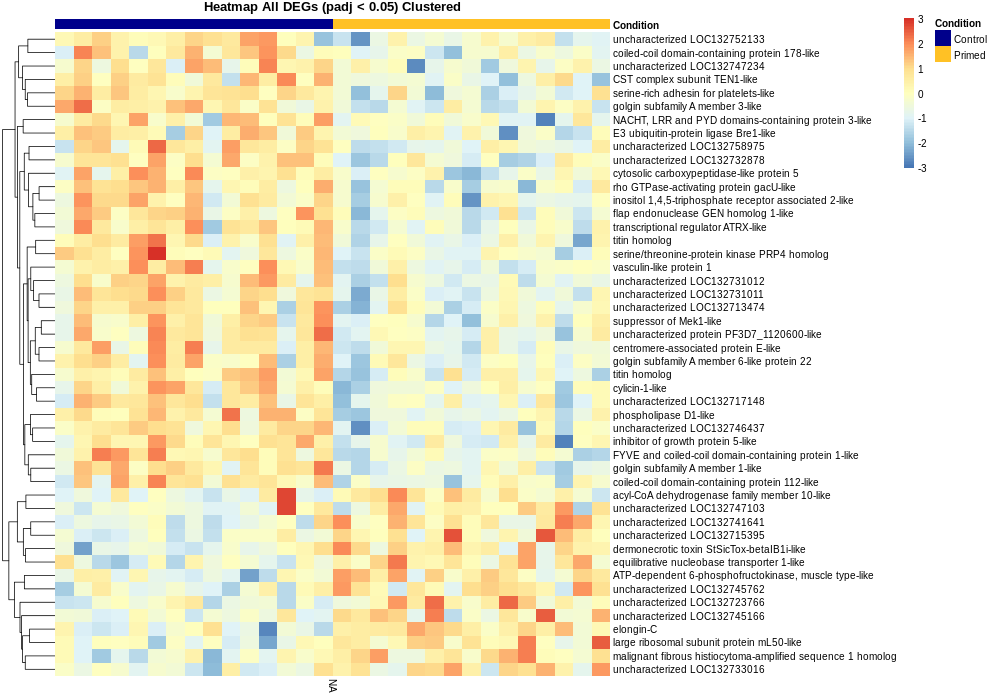 Heatmap All DEGs (padj < 0.05) Clustered
Condition
uncharacterized LOC132752133
coiled-coil domain-containing protein 178-like
uncharacterized LOC132747234
CST complex subunit TEN1-like
serine-rich adhesin for platelets-like
golgin subfamily A member 3-like
NACHT, LRR and PYD domains-containing protein 3-like
E3 ubiquitin-protein ligase Bre1-like
uncharacterized LOC132758975
uncharacterized LOC132732878
cytosolic carboxypeptidase-like protein 5
rho GTPase-activating protein gacU-like
inositol 1,4,5-triphosphate receptor associated 2-like
flap endonuclease GEN homolog 1-like
transcriptional regulator ATRX-like
titin homolog
serine/threonine-protein kinase PRP4 homolog
vasculin-like protein 1
uncharacterized LOC132731012
uncharacterized LOC132731011
uncharacterized LOC132713474
suppressor of Mek1-like
uncharacterized protein PF3D7_1120600-like
centromere-associated protein E-like
golgin subfamily A member 6-like protein 22
titin homolog
cylicin-1-like
uncharacterized LOC132717148
phospholipase D1-like
uncharacterized LOC132746437
inhibitor of growth protein 5-like
FYVE and coiled-coil domain-containing protein 1-like
golgin subfamily A member 1-like
coiled-coil domain-containing protein 112-like
acyl-CoA dehydrogenase family member 10-like
uncharacterized LOC132747103
uncharacterized LOC132741641
uncharacterized LOC132715395
demonecrotic toxin StSicTox-betaIB1i-like
equilibrative nucleobase transporter 1-like
ATP-dependent 6-phosphofructokinase, muscle type-like
uncharacterized LOC132745762
uncharacterized LOC132723766
uncharacterized LOC132745166
elongin-C
large ribosomal subunit protein mL50-like
malignant fibrous histiocytoma-amplified sequence 1 homolog
uncharacterized LOC132733016
NA
3
2
1
0
-1
-2
-3
Condition
Control
Primed